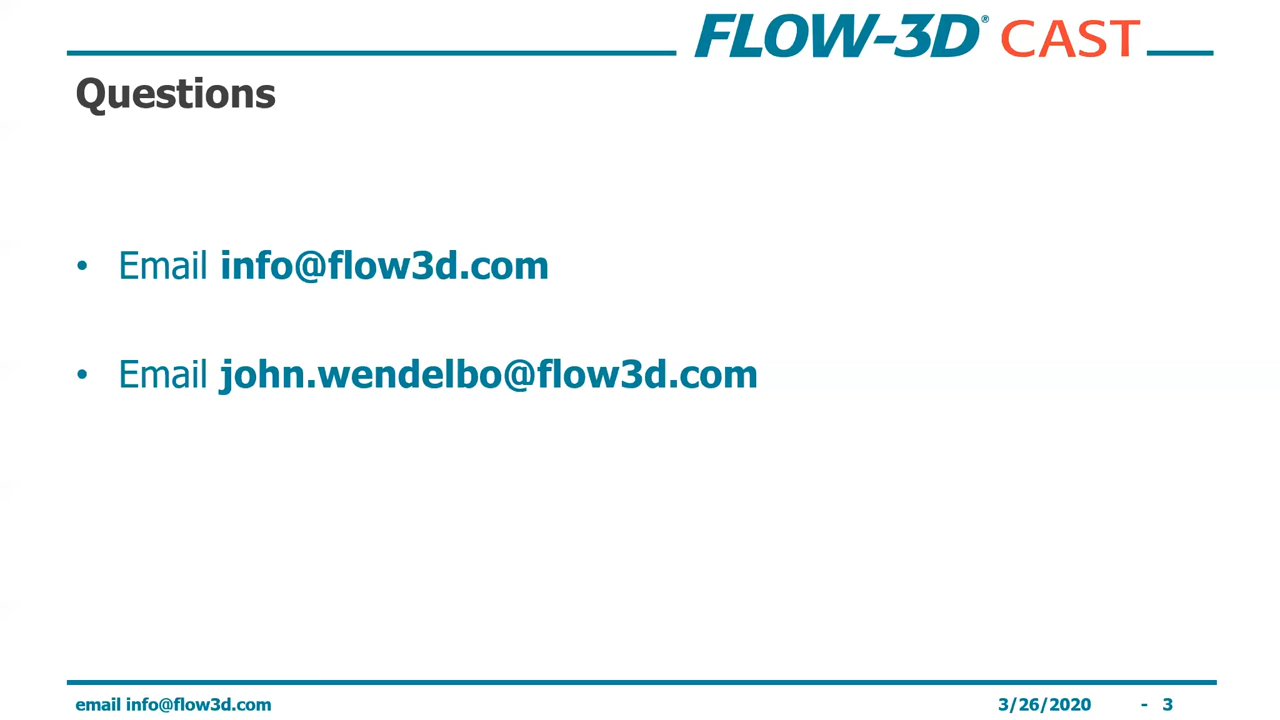 FLOW-3D® CAST
Questions
• Email info@flow3d.com
• Email john.wendelbo@flow3d.com
email info@flow3d.com 3/26/2020 - 3